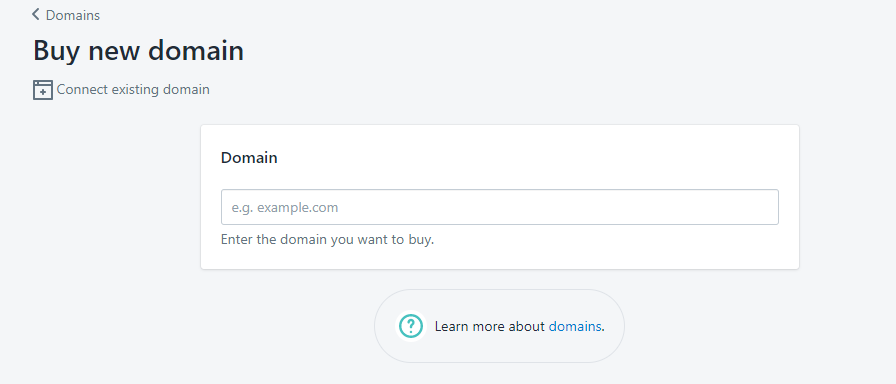 Domains
Buy new domain
Connect existing domain
Domain
e.g. example.com
Enter the domain you want to buy.
Learn more about domains.